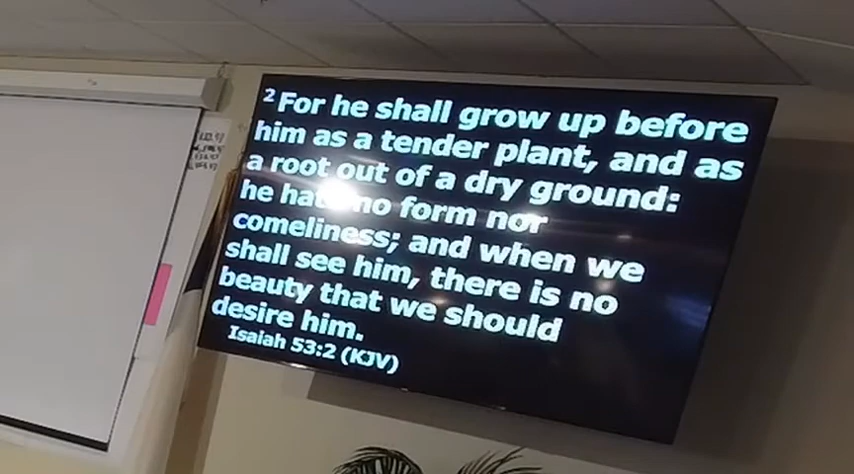 2 For he shall grow up before
him as a tender plant, and as
a root out of a dry ground:
he hath no form nor
comeliness; and when we
shall see him, there is no
beauty that we should
desire him.
Isaiah 53:2 (KJV)